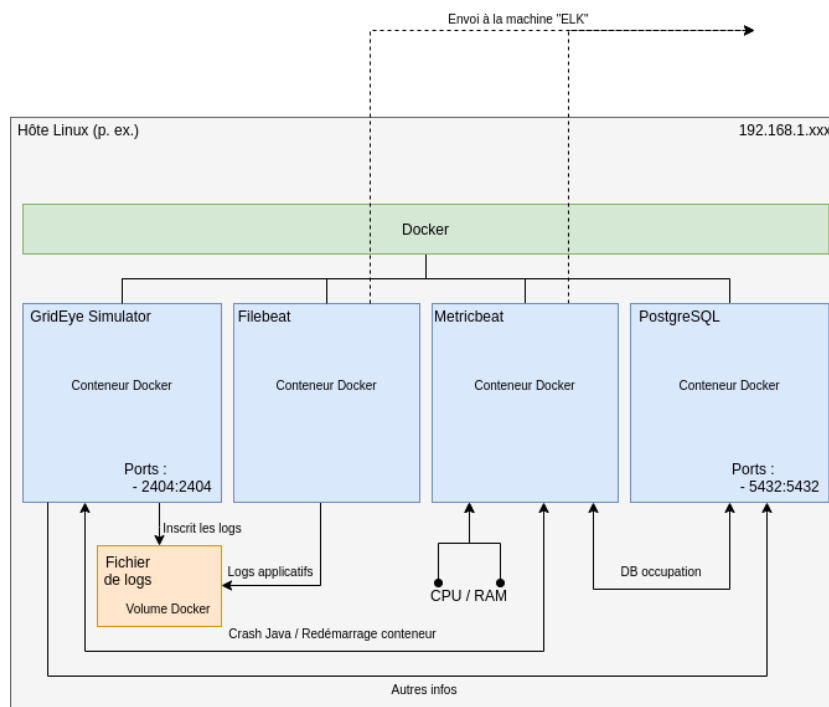 Envoi à la machine "ELK"
Hôte Linux (p. ex.)
192.168.1.xxx
Docker
GridEye Simulator
Filebeat
Metricbeat
PostgreSQL
Conteneur Docker
Conteneur Docker
Conteneur Docker
Conteneur Docker
Ports :
- 2404:2404
Ports :
- 5432:5432
Inscrit les logs
Fichier
de logs
Volume Docker
Logs applicatifs
CPU / RAM
DB occupation
Crash Java / Redémarrage conteneur
Autres infos